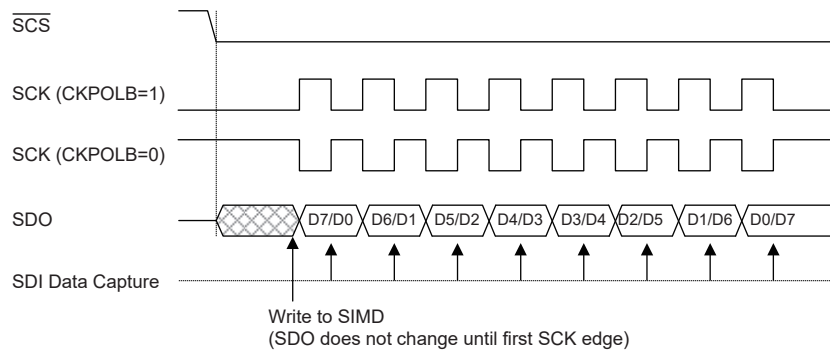 SCS
SCK (CKPOLB=1)
SCK (CKPOLB=0)
SDO
D7/D0 D6/D1 D5/D2 D4/D3 D3/D4 D2/D5 D1/D6 D0/D7
SDI Data Capture
Write to SIMD
(SDO does not change until first SCK edge)